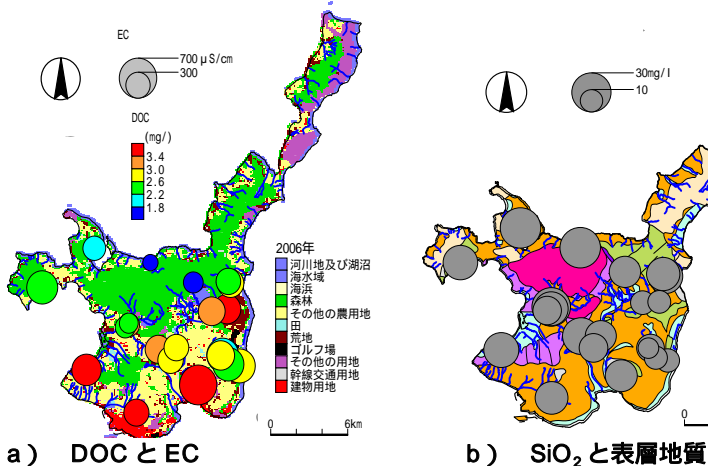 EC
700 μS/cm
300
DOC
(mg/)
3.4
3.0
2.6
2.2
1.8
2006年
河川地及び湖沼
海水域
海浜
森林
その他の農用地
田
荒地
ゴルフ場
その他の用地
幹線交通用地
建物用地
0 6km
a) DOC と EC
30mg/l
10
0
b) SiO₂ と表層地質